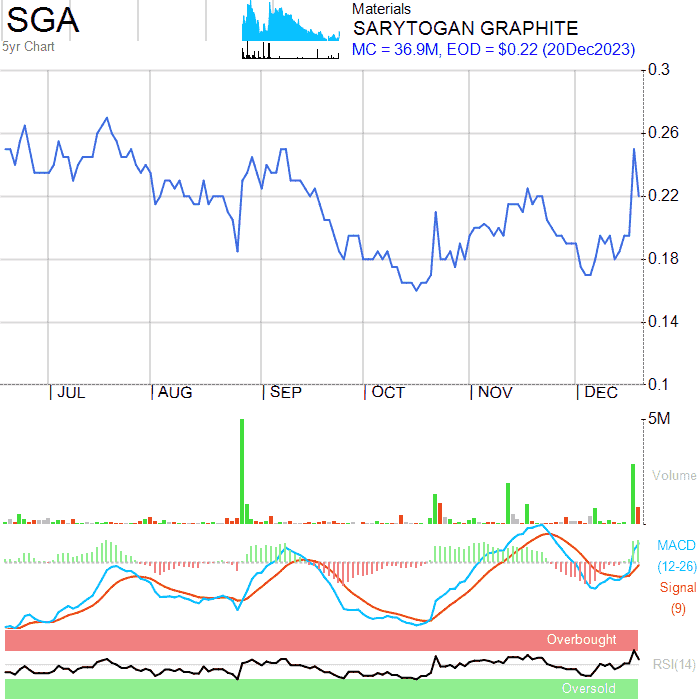 SGA
5yr Chart
Materials
SARYTOGAN GRAPHITE
MC = 36.9M, EOD = $0.22 (20Dec2023)
0.3
0.26
0.22
0.18
0.14
0.1
JUL AUG SEP OCT NOV DEC
5M
Volume
MACD
(12-26)
Signal
(9)
Overbought
RSI(14)
Oversold